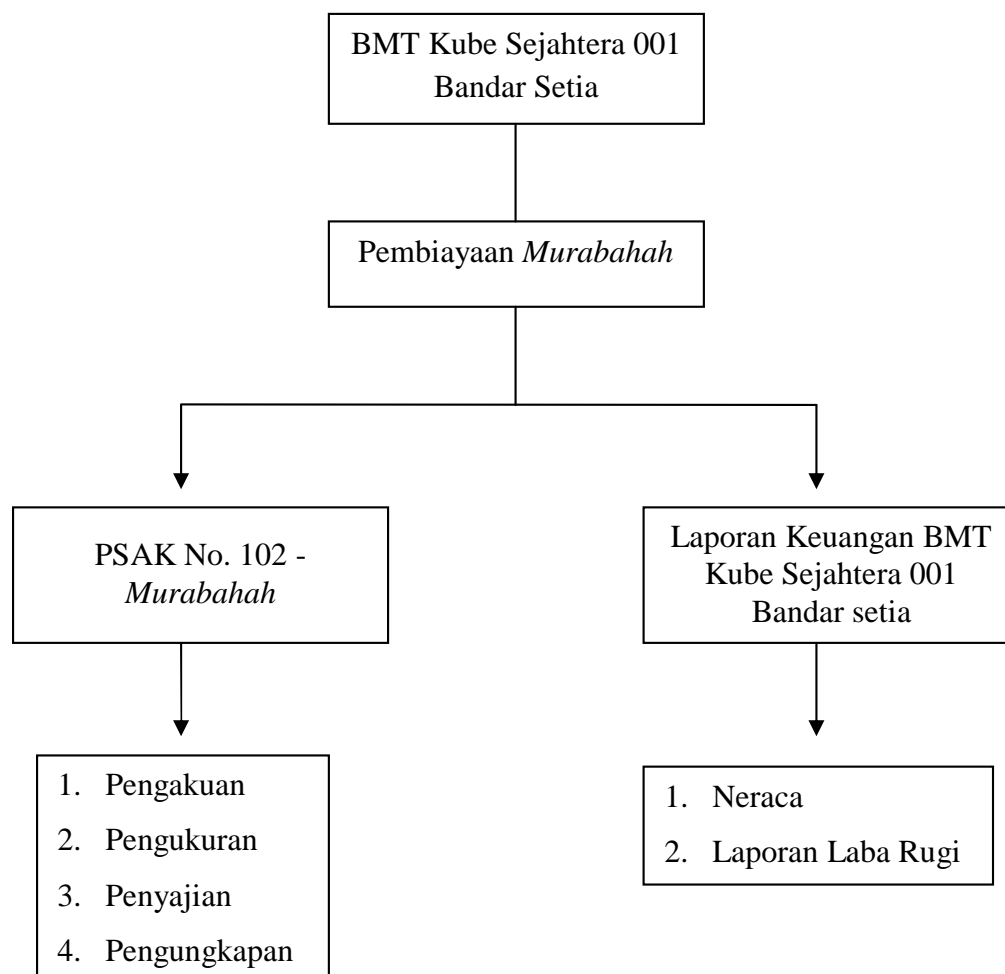 BMT Kube Sejahtera 001
Bandar Setia
Pembiayaan Murabahah
PSAK No. 102 -
Murabahah
Laporan Keuangan BMT
Kube Sejahtera 001
Bandar setia
1. Pengakuan
2. Pengukuran
3. Penyajian
4. Pengungkapan
1. Neraca
2. Laporan Laba Rugi